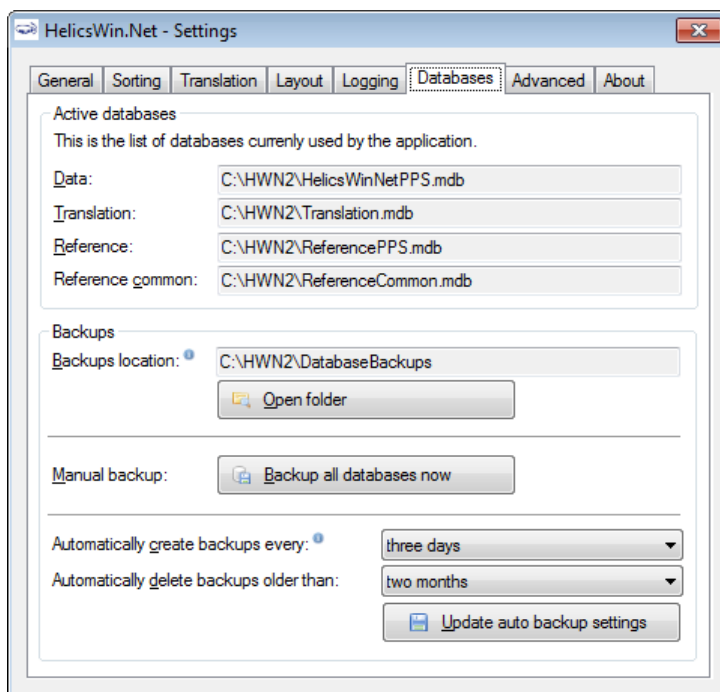 HelicsWin.Net - Settings
General Sorting Translation Layout Logging Databases Advanced About
Active databases
This is the list of databases currenly used by the application.
Data: C:\HWN2\HelicsWinNetPPS.mdb
Translation: C:\HWN2\Translation.mdb
Reference: C:\HWN2\ReferencePPS.mdb
Reference common: C:\HWN2\ReferenceCommon.mdb
Backups
Backups location: C:\HWN2\DatabaseBackups
Open folder
Manual backup: Backup all databases now
Automatically create backups every: three days
Automatically delete backups older than: two months
Update auto backup settings